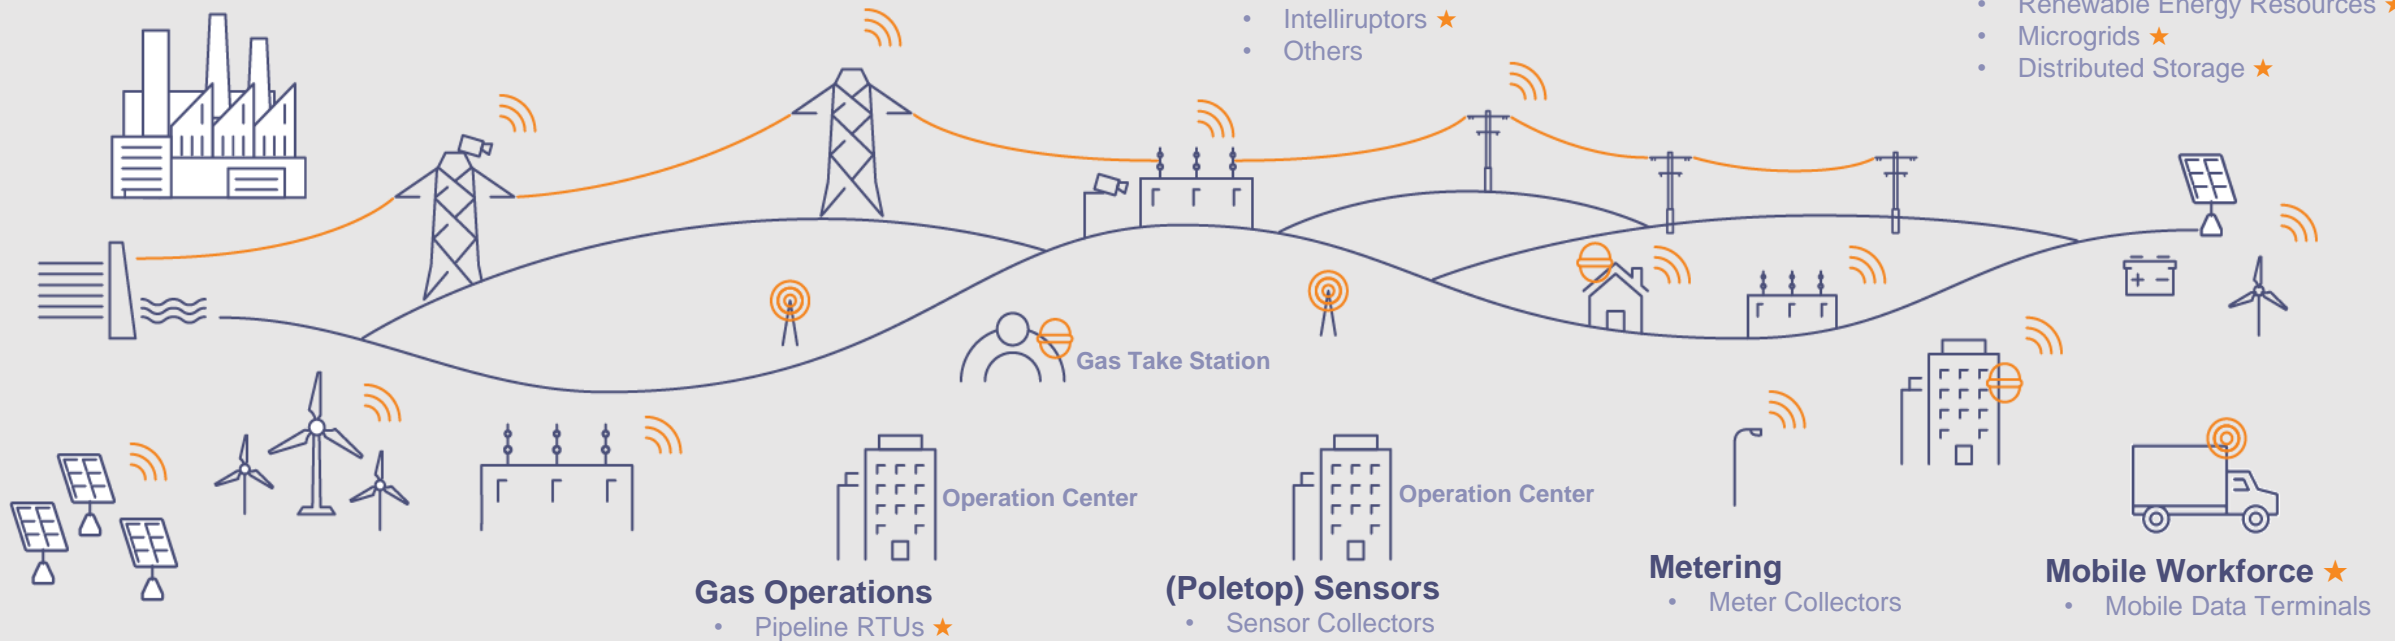 • Intelliruptors ★
• Others
• Renewable Energy Resources ★
• Microgrids ★
• Distributed Storage ★
Gas Take Station
Operation Center
Operation Center
Gas Operations
• Pipeline RTUs ★
(Poletop) Sensors
• Sensor Collectors
Metering
• Meter Collectors
Mobile Workforce ★
• Mobile Data Terminals